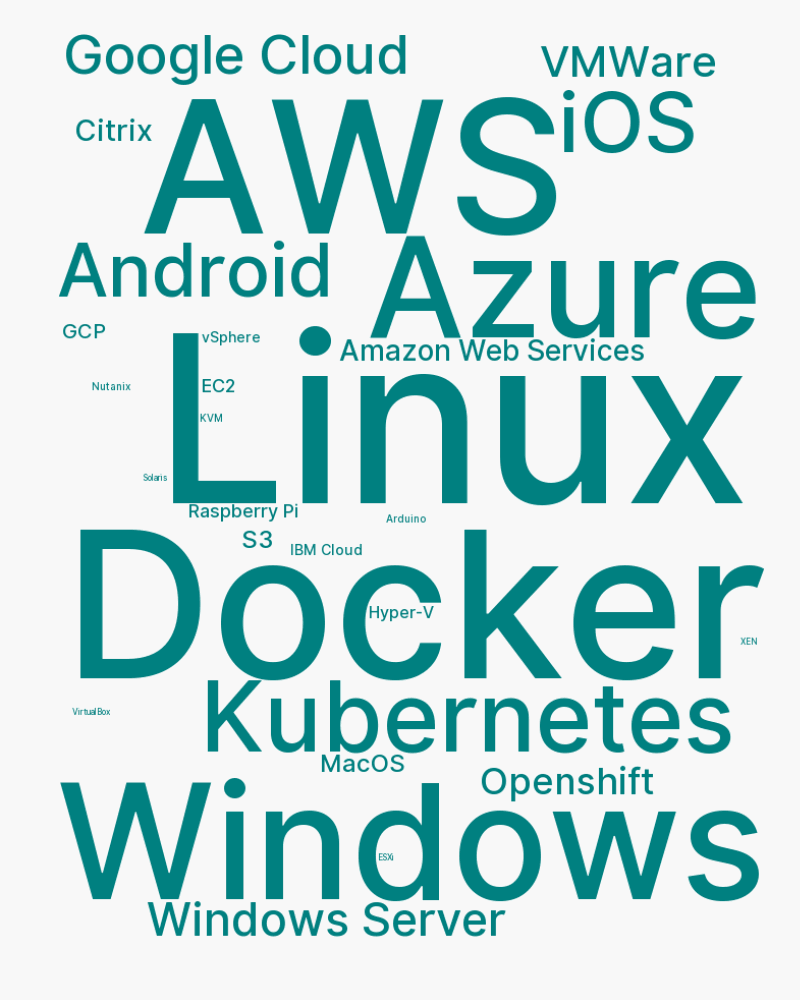 Google Cloud
VMWare
Citrix
AWS
iOS
Android
Azure
GCP
vSphere
Amazon Web Services
Linux
Nutanix
EC2
KVM
Solaris
Raspberry Pi
Arduino
S3
IBM Cloud
Docker
Hyper-V
XEN
Kubernetes
VirtualBox
MacOS
Openshift
Windows
ESXi
Windows Server